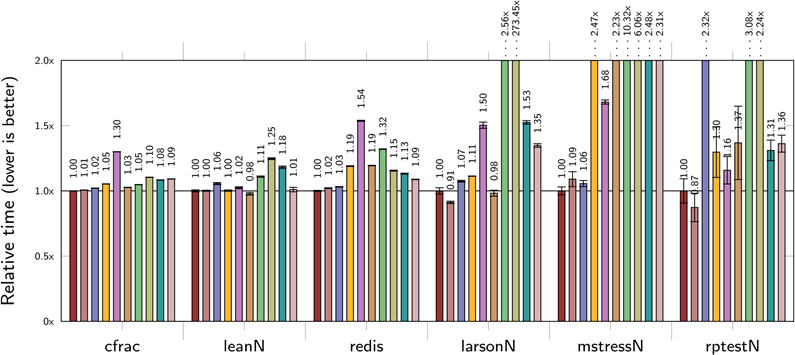 2.56x 273.45x 2.47x 2.23x 10.32x 6.06x 2.48x 2.31x 2.32x 3.08x 2.24x
Relative time (lower is better)
2.0x
1.5x
1.0x
0.5x
0x
1.00 1.01 1.02 1.05 1.30 1.03 1.05 1.10 1.08 1.09
1.00 1.00 1.06 1.00 1.02 0.98 1.11 1.25 1.18 1.01
1.00 1.02 1.03 1.19 1.54 1.19 1.32 1.15 1.13 1.09
1.00 0.91 1.07 1.11 1.50 0.98 1.53 1.35
1.00 1.09 1.06 1.68
1.00 0.87 1.30 1.16 1.37 1.31 1.36
cfrac leanN redis larsonN mstressN rptestN